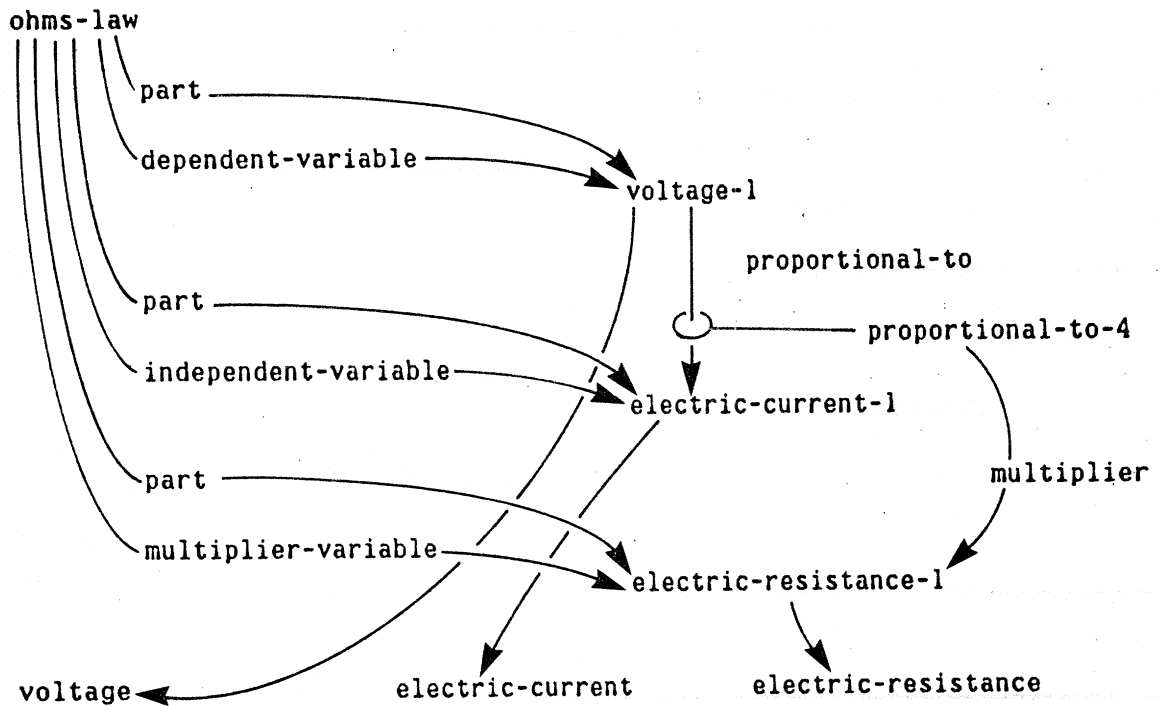 ohms-law
part
dependent-variable
voltage-1
proportional-to
part
proportional-to-4
independent-variable
electric-current-1
part
multiplier
multiplier-variable
electric-resistance-1
voltage
electric-current
electric-resistance